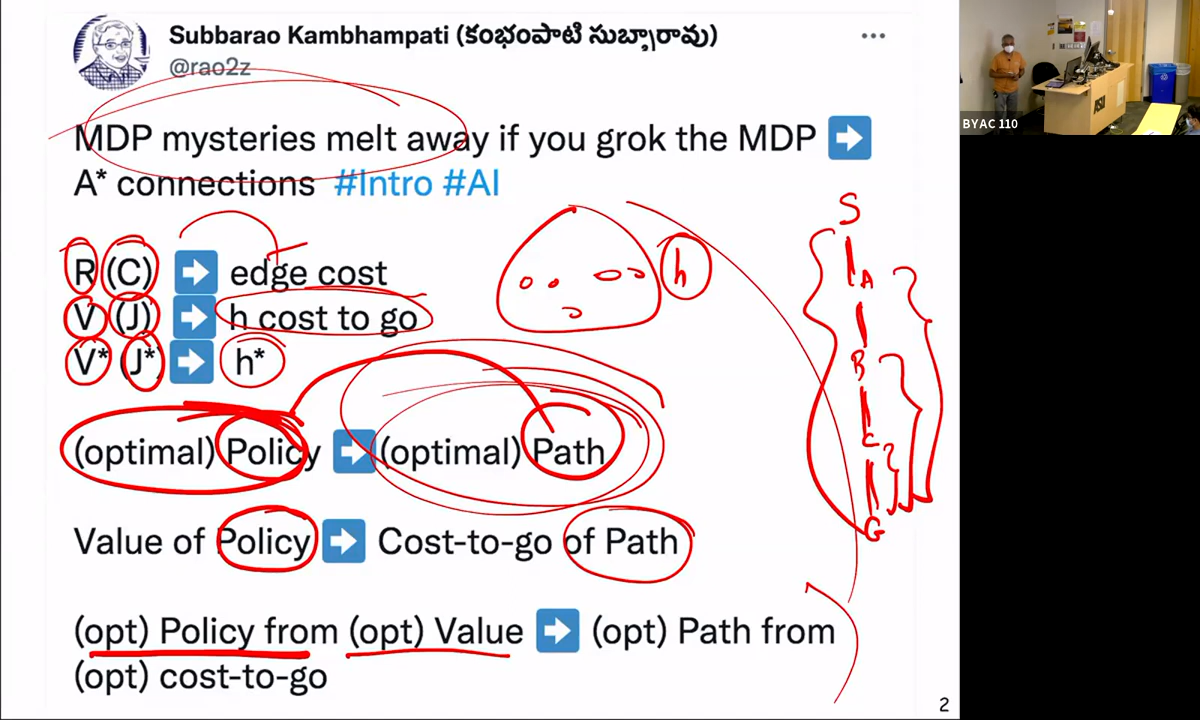 Subbarao Kambhampati (కంభంపాటి సుబ్బారావు)
@rao2z
MDP mysteries melt away if you grok the MDP ➡
A* connections #Intro #AI
R (C) ➡ edge cost
V (J) ➡ h cost to go
V* (J*) ➡ h*
(optimal) Policy ➡ (optimal) Path
Value of Policy ➡ Cost-to-go of Path
(opt) Policy from (opt) Value ➡ (opt) Path from
(opt) cost-to-go
h
S
A
B
C
G
2
BYAC 110
ASU